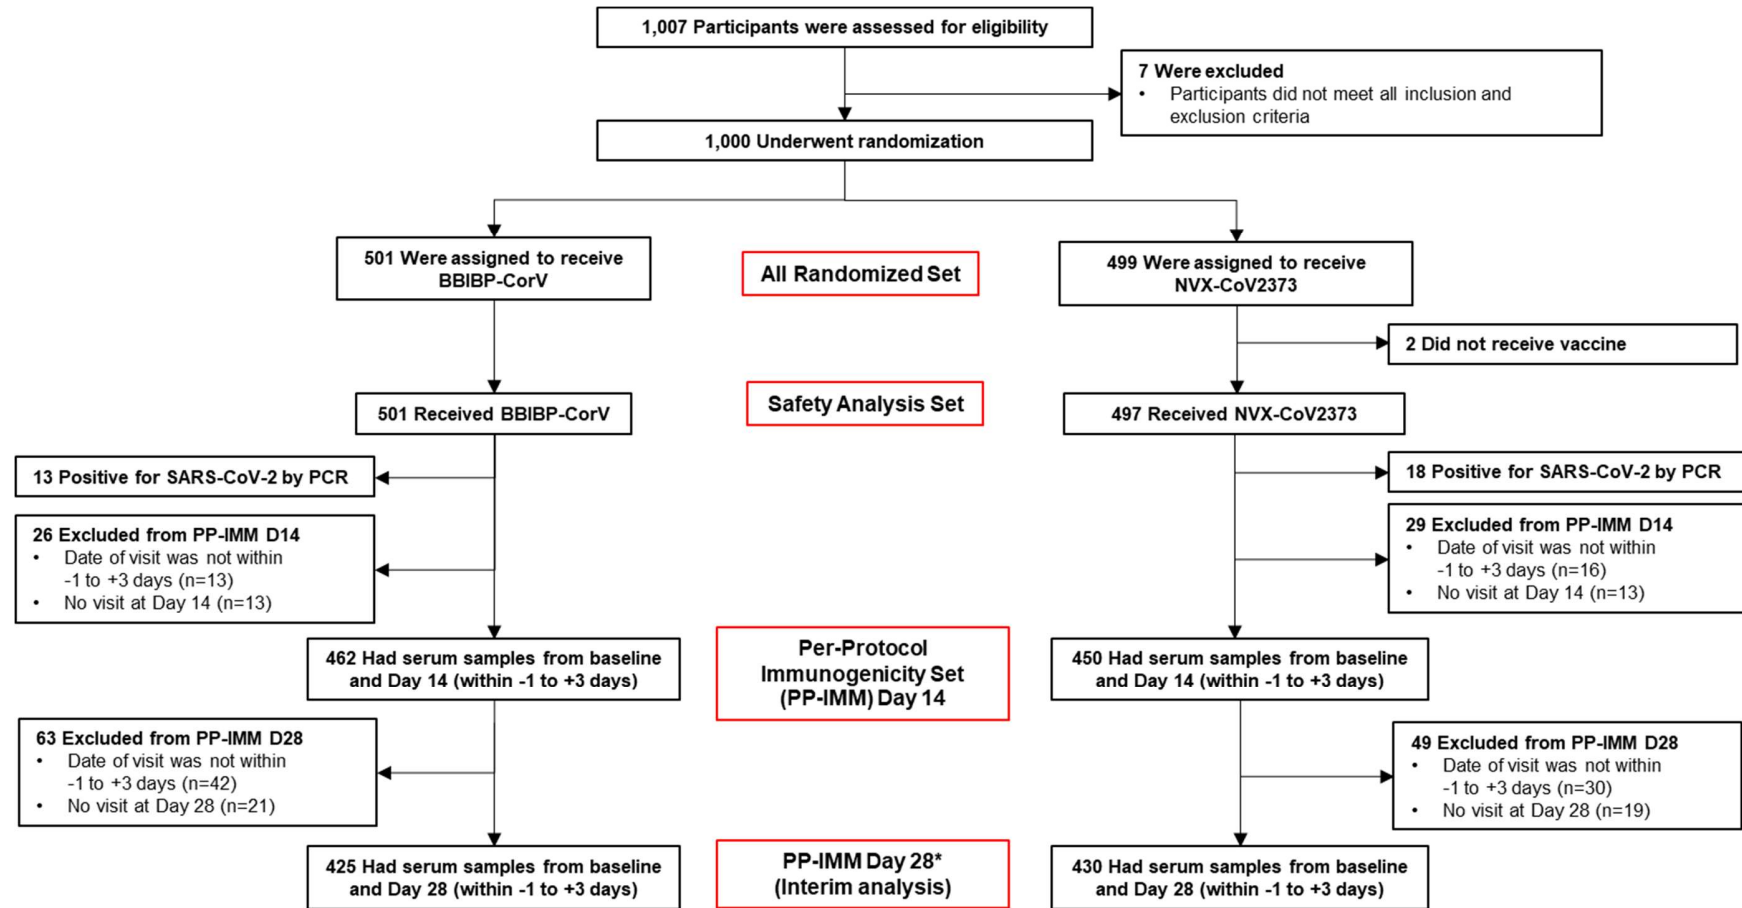 1,007 Participants were assessed for eligibility
7 Were excluded
• Participants did not meet all inclusion and
exclusion criteria
1,000 Underwent randomization
501 Were assigned to receive
BBIBP-CorV
All Randomized Set
499 Were assigned to receive
NVX-CoV2373
2 Did not receive vaccine
501 Received BBIBP-CorV
Safety Analysis Set
497 Received NVX-CoV2373
13 Positive for SARS-CoV-2 by PCR
18 Positive for SARS-CoV-2 by PCR
26 Excluded from PP-IMM D14
• Date of visit was not within
-1 to +3 days (n=13)
• No visit at Day 14 (n=13)
29 Excluded from PP-IMM D14
• Date of visit was not within
-1 to +3 days (n=16)
• No visit at Day 14 (n=13)
462 Had serum samples from baseline
and Day 14 (within -1 to +3 days)
Per-Protocol
Immunogenicity Set
(PP-IMM) Day 14
450 Had serum samples from baseline
and Day 14 (within -1 to +3 days)
63 Excluded from PP-IMM D28
• Date of visit was not within
-1 to +3 days (n=42)
• No visit at Day 28 (n=21)
49 Excluded from PP-IMM D28
• Date of visit was not within
-1 to +3 days (n=30)
• No visit at Day 28 (n=19)
425 Had serum samples from baseline
and Day 28 (within -1 to +3 days)
PP-IMM Day 28*
(Interim analysis)
430 Had serum samples from baseline
and Day 28 (within -1 to +3 days)